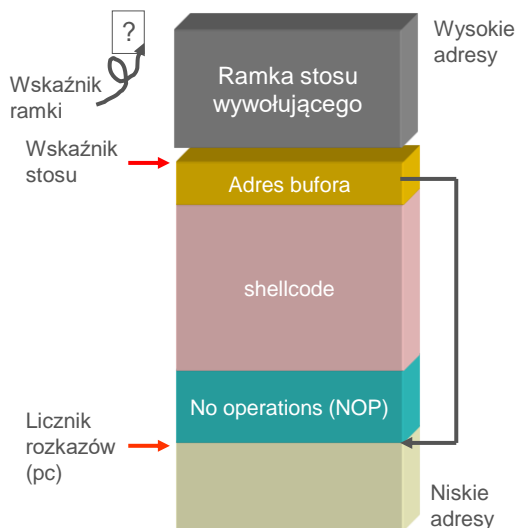 ?
Wysokie
adresy
Wskaźnik
ramki
Ramka stosu
wywołującego
Wskaźnik
stosu
Adres bufora
shellcode
No operations (NOP)
Licznik
rozkazów
(pc)
Niskie
adresy